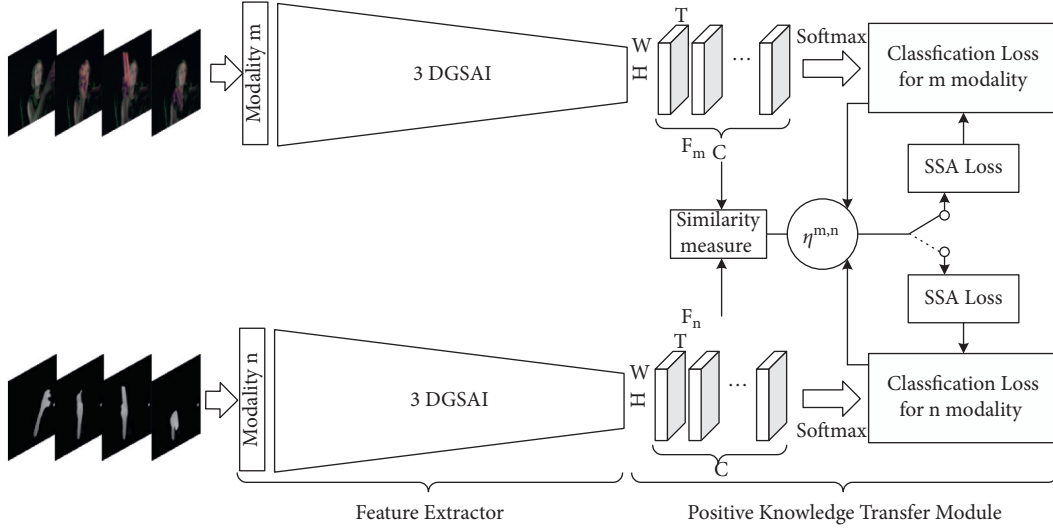 Modality m
3 DGSAI
W
H
T
...
F_m
C
Softmax
Classfication Loss
for m modality
SSA Loss
Similarity
measure
η^{m,n}
SSA Loss
Modality n
3 DGSAI
F_n
W
H
T
...
C
Softmax
Classfication Loss
for n modality
Feature Extractor
Positive Knowledge Transfer Module